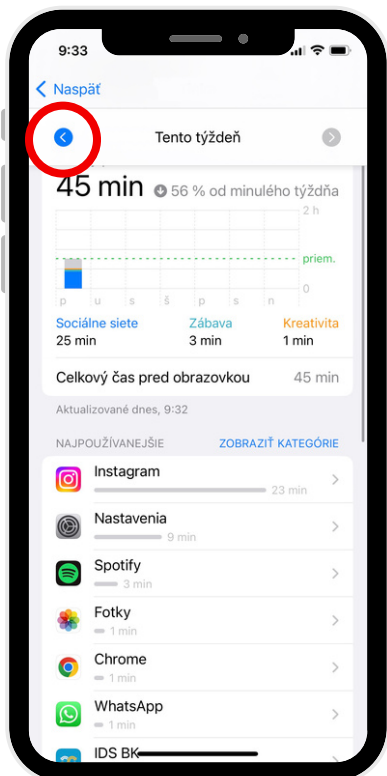 9:33
Naspäť
Tento týždeň
45 min 56 % od minulého týždňa
2 h
priem.
0
p u s š p s n
Sociálne siete Zábava Kreativita
25 min 3 min 1 min
Celkový čas pred obrazovkou 45 min
Aktualizované dnes, 9:32
NAJPOUŽÍVANEJŠIE ZOBRAZIŤ KATEGÓRIE
Instagram
23 min
Nastavenia
9 min
Spotify
3 min
Fotky
1 min
Chrome
1 min
WhatsApp
1 min
IDS BK